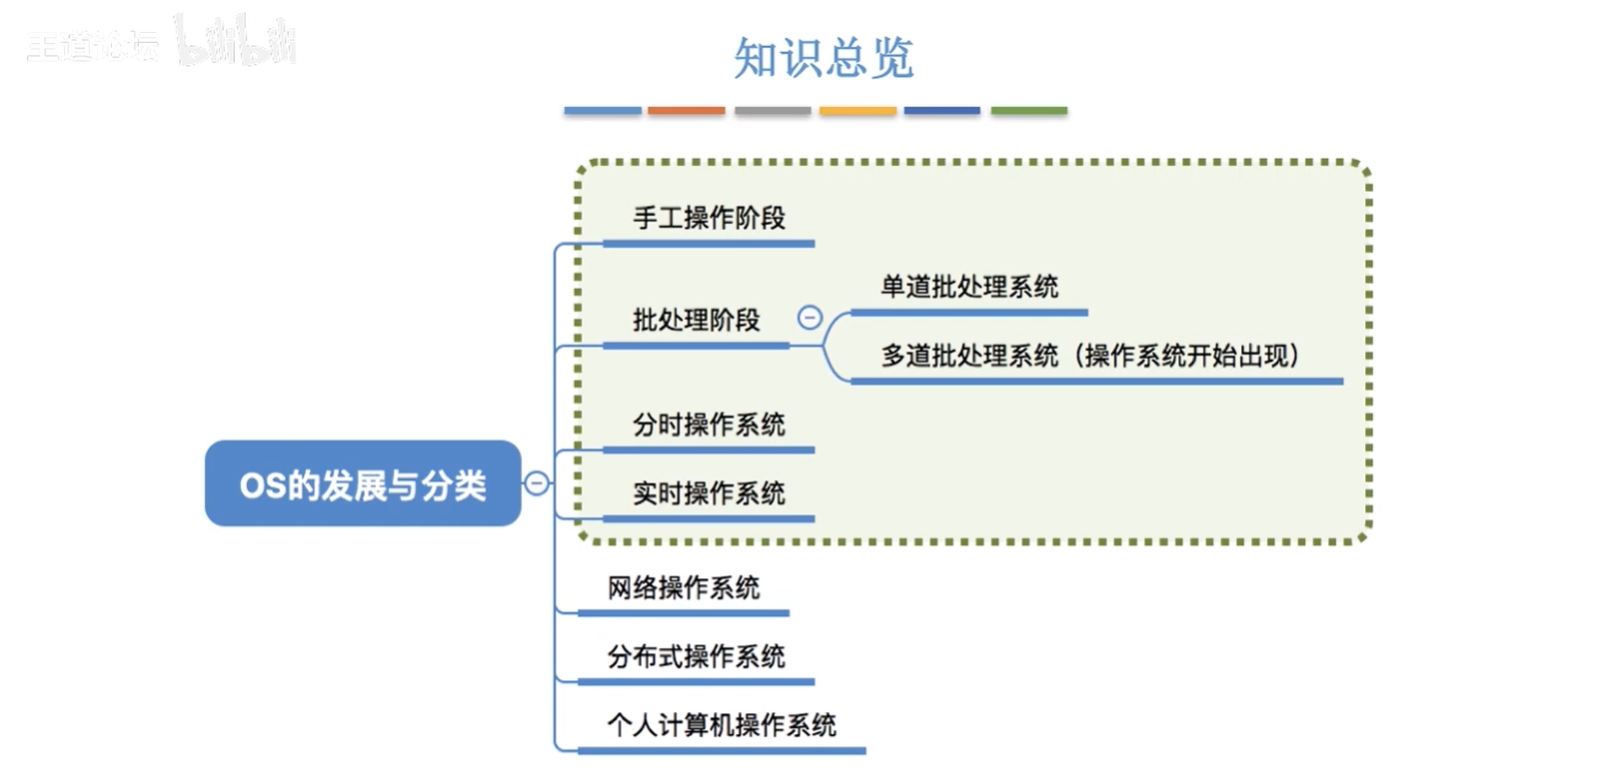 王道论坛 bilibili
知识总览
手工操作阶段
单道批处理系统
批处理阶段
多道批处理系统（操作系统开始出现）
分时操作系统
OS的发展与分类
实时操作系统
网络操作系统
分布式操作系统
个人计算机操作系统